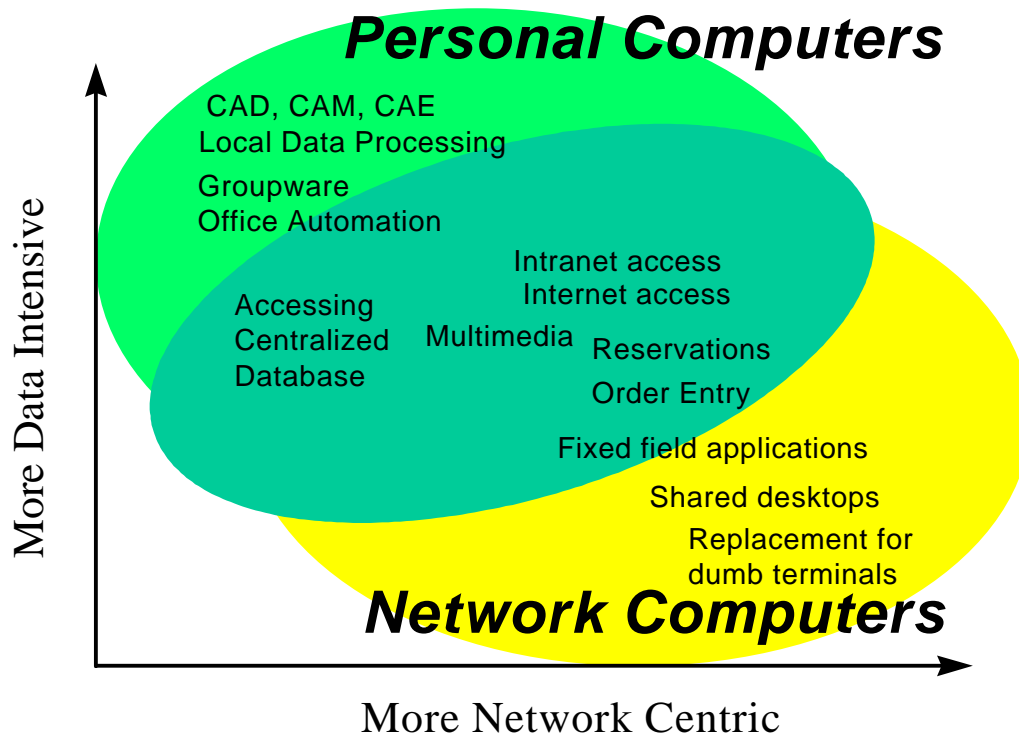 Personal Computers
CAD, CAM, CAE
Local Data Processing
Groupware
Office Automation
Intranet access
Internet access
Accessing
Centralized
Database
Multimedia
Reservations
Order Entry
Fixed field applications
Shared desktops
Replacement for
dumb terminals
Network Computers
More Data Intensive
More Network Centric